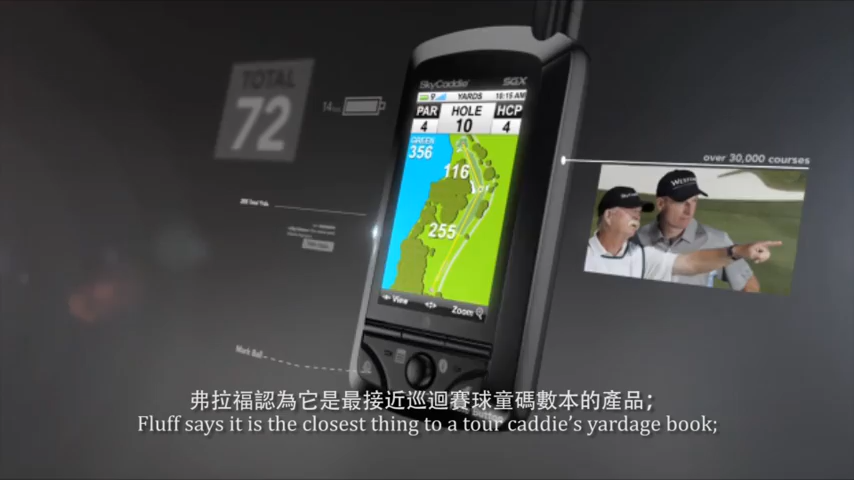 TOTAL
72
14
SkyCaddie SGX
YARDS 10:15 AM
PAR HOLE HCP
4 10 4
GREEN
356
116
255
View Zoom
over 30,000 courses
Mark Ball
弗拉福認為它是最接近巡迴賽球童碼數本的產品；
Fluff says it is the closest thing to a tour caddie's yardage book;